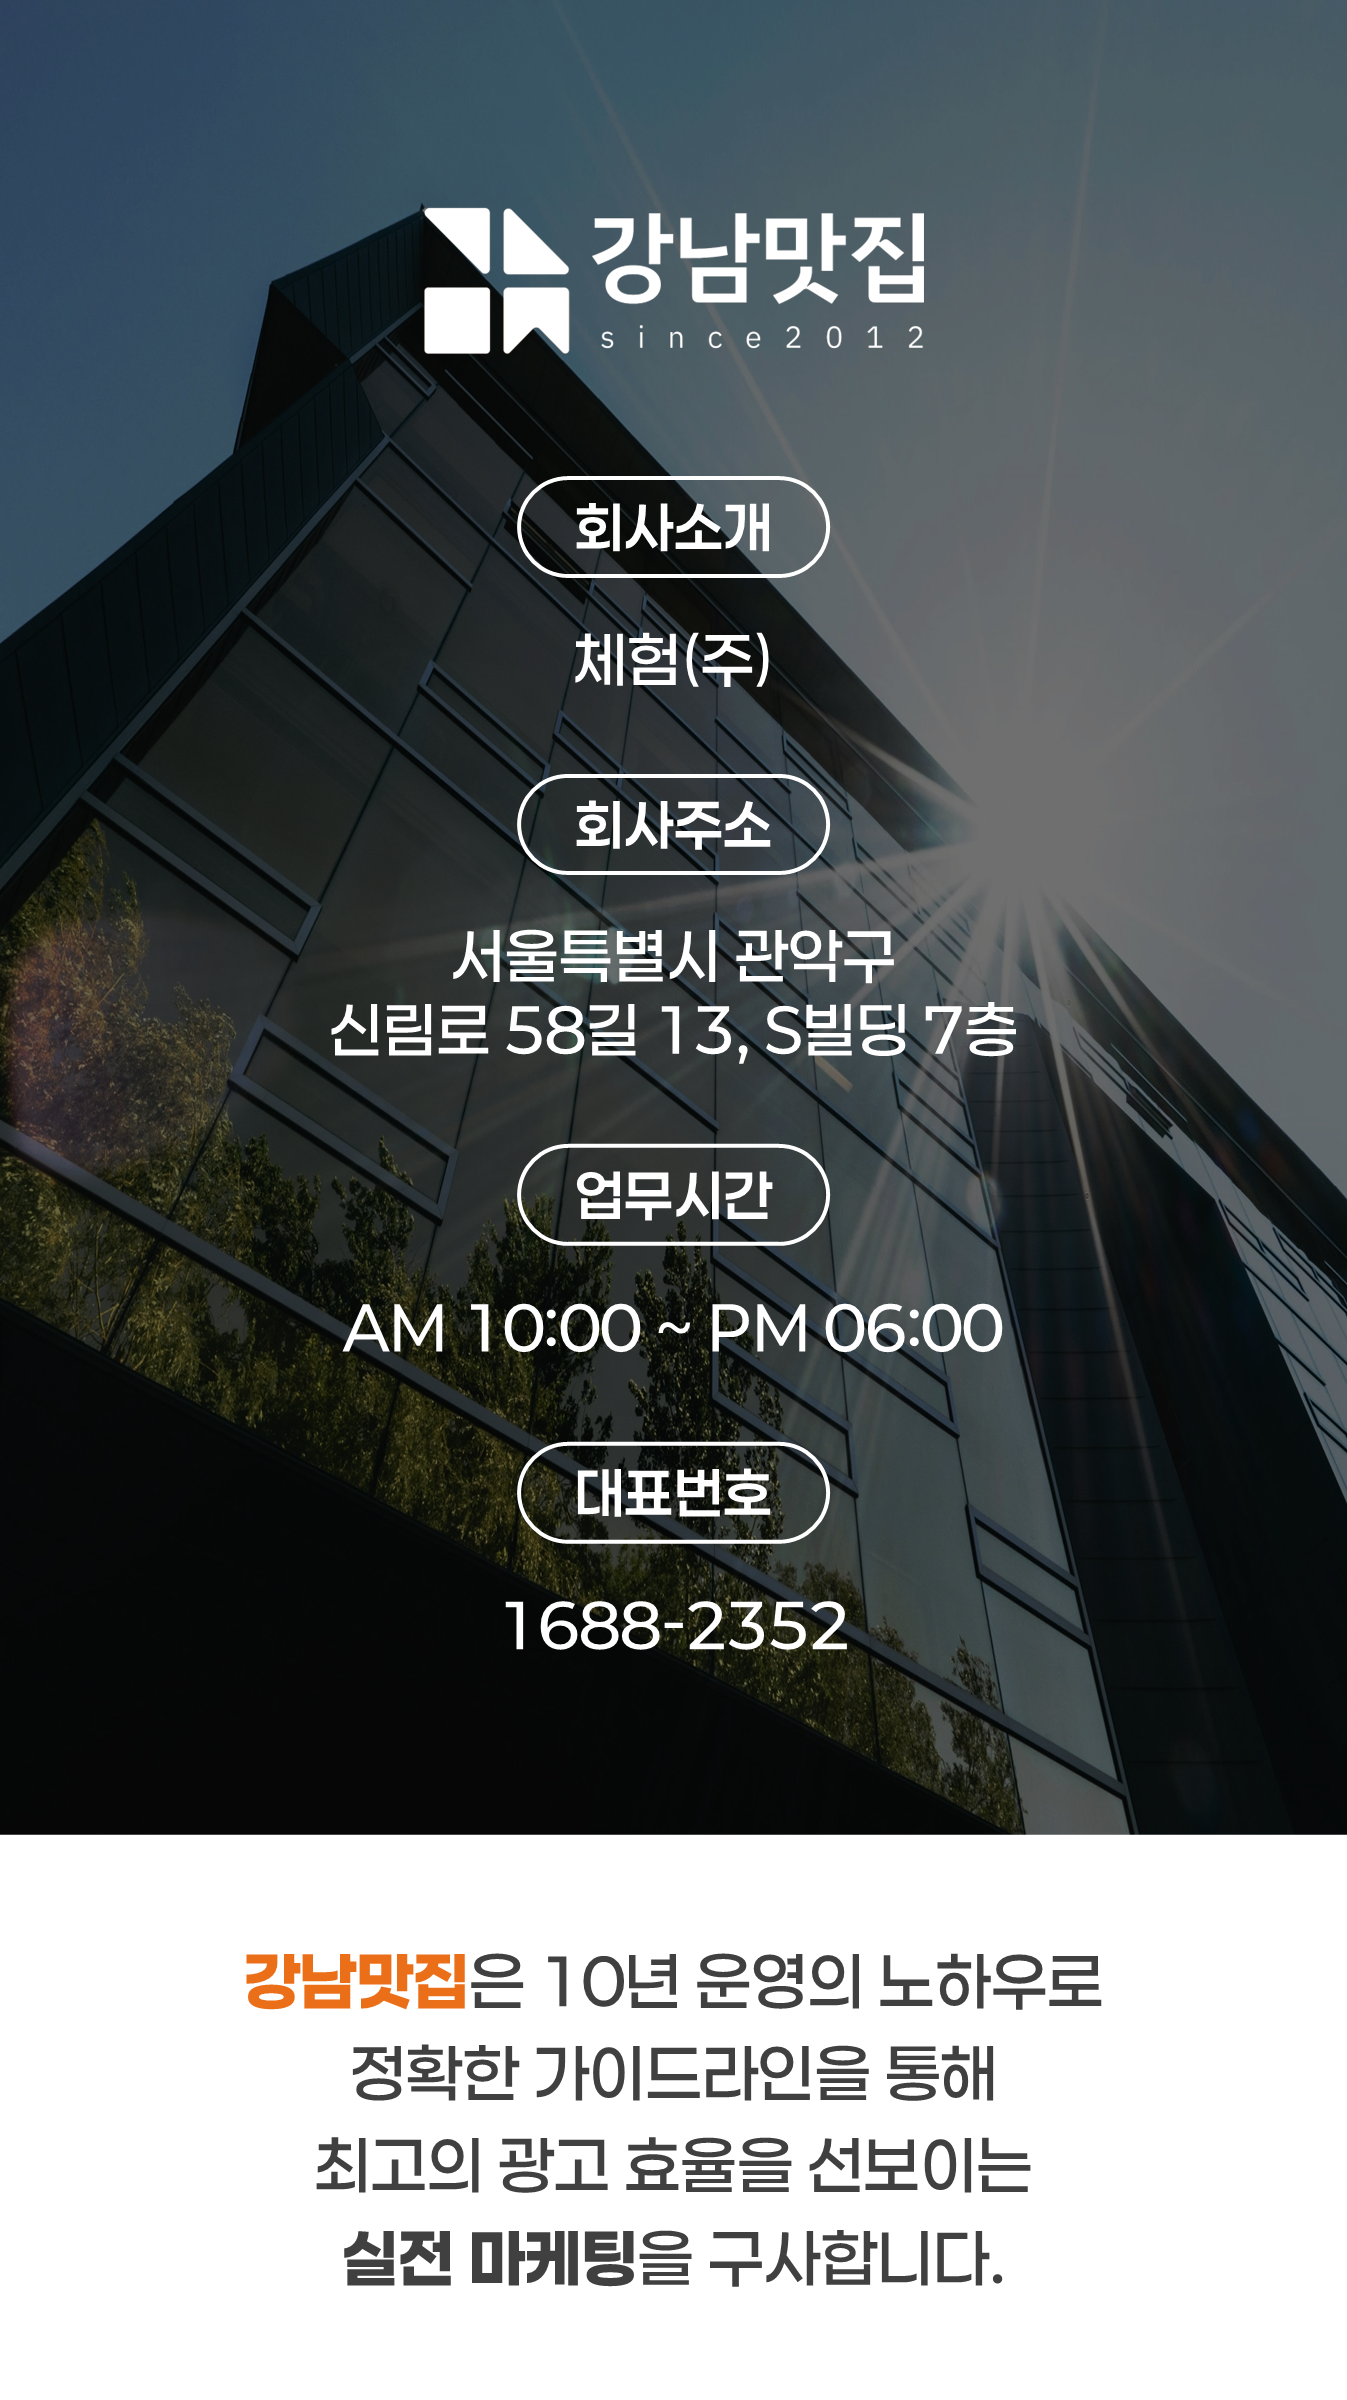 강남맛집
since2012
회사소개
체험(주)
회사주소
서울특별시 관악구
신림로 58길 13, S빌딩 7층
업무시간
AM 10:00 ~ PM 06:00
대표번호
1688-2352
강남맛집은 10년 운영의 노하우로
정확한 가이드라인을 통해
최고의 광고 효율을 선보이는
실전 마케팅을 구사합니다.